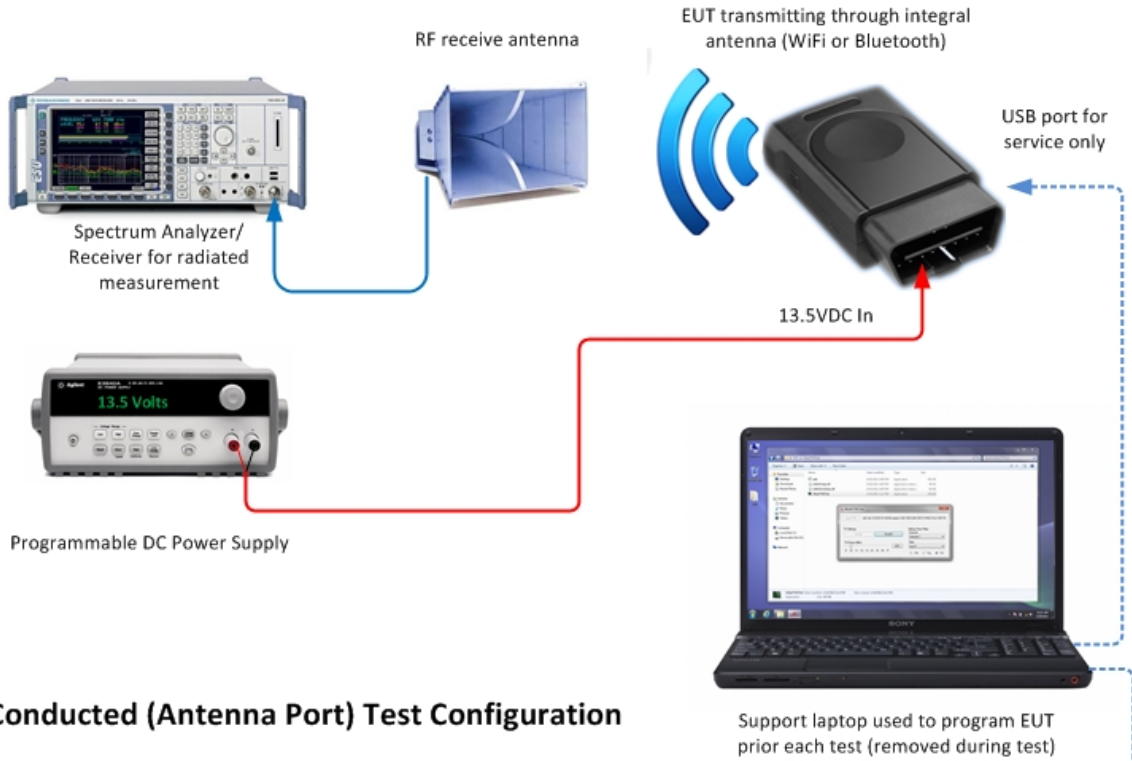 EUT transmitting through integral
antenna (WiFi or Bluetooth)
RF receive antenna
USB port for
service only
Spectrum Analyzer/
Receiver for radiated
measurement
13.5VDC In
Agilent
13.5 Volts
Programmable DC Power Supply
SONY
Conducted (Antenna Port) Test Configuration
Support laptop used to program EUT
prior each test (removed during test)